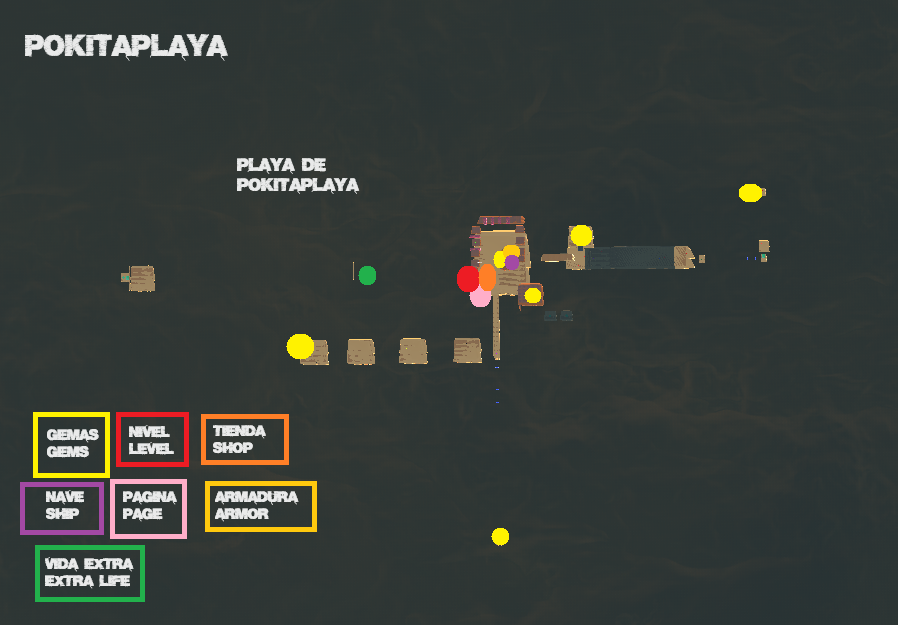 POKITAPLAYA
PLAYA DE
POKITAPLAYA
GEMAS
GEMS
NIVEL
LEVEL
TIENDA
SHOP
NAVE
SHIP
PAGINA
PAGE
ARMADURA
ARMOR
VIDA EXTRA
EXTRA LIFE